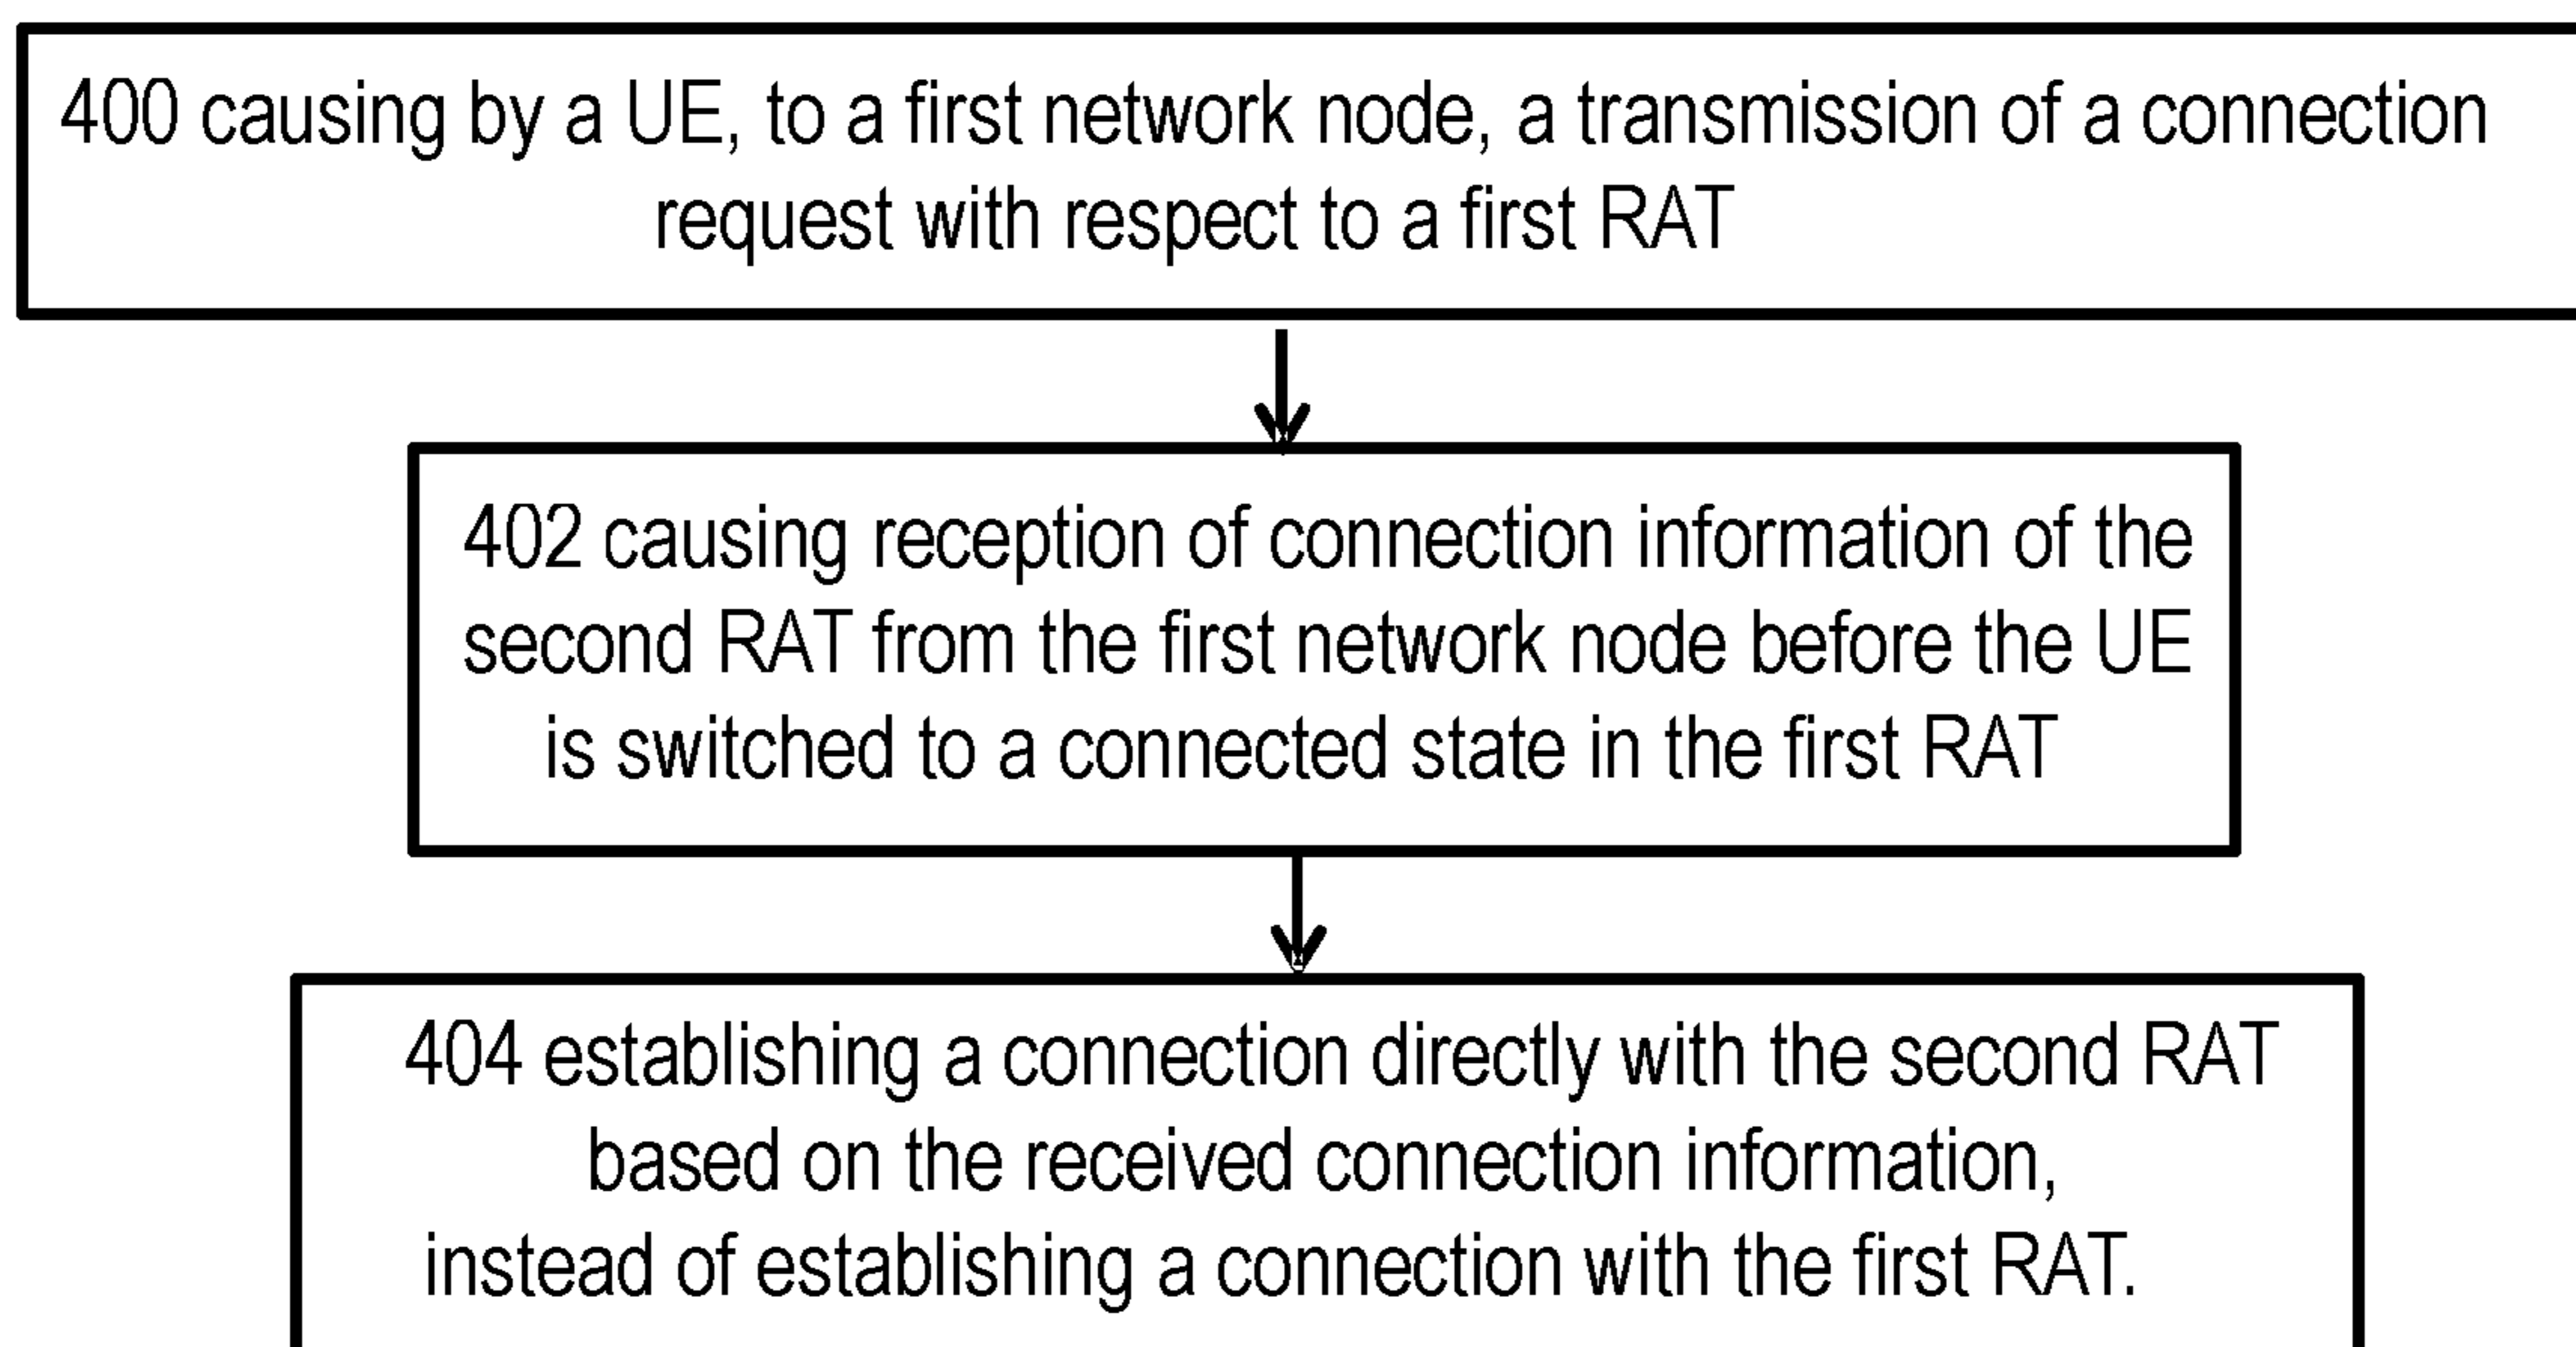 400 causing by a UE, to a first network node, a transmission of a connection
request with respect to a first RAT
402 causing reception of connection information of the
second RAT from the first network node before the UE
is switched to a connected state in the first RAT
404 establishing a connection directly with the second RAT
based on the received connection information,
instead of establishing a connection with the first RAT.